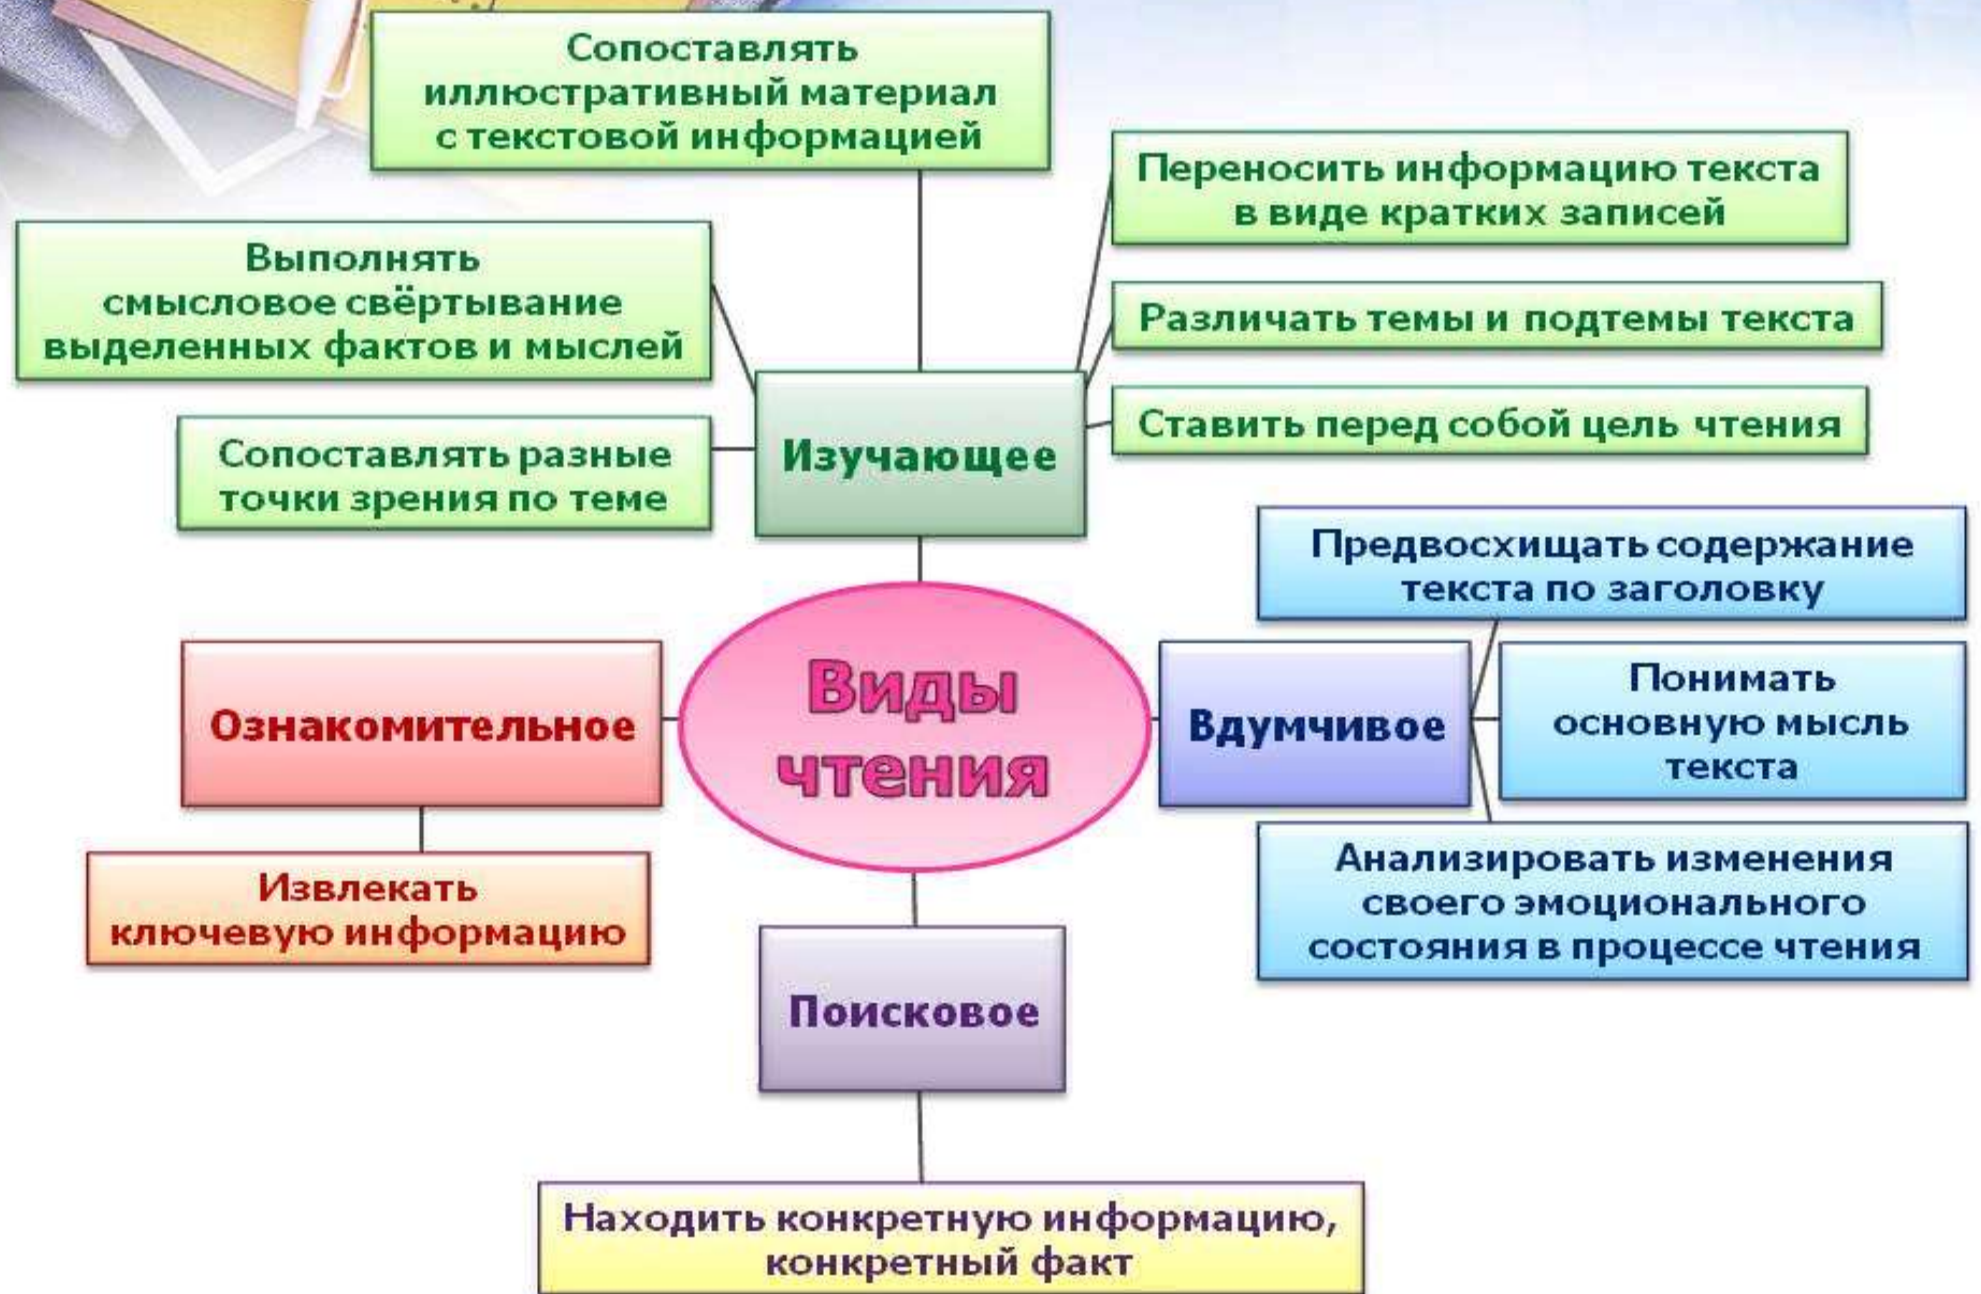 Сопоставлять
иллюстративный материал
с текстовой информацией
Переносить информацию текста
в виде кратких записей
Выполнять
смысловое свёртывание
выделенных фактов и мыслей
Различать темы и подтемы текста
Ставить перед собой цель чтения
Сопоставлять разные
точки зрения по теме
Изучающее
Предвосхищать содержание
текста по заголовку
Ознакомительное
Виды
чтения
Вдумчивое
Понимать
основную мысль
текста
Извлекать
ключевую информацию
Анализировать изменения
своего эмоционального
состояния в процессе чтения
Поисковое
Находить конкретную информацию,
конкретный факт